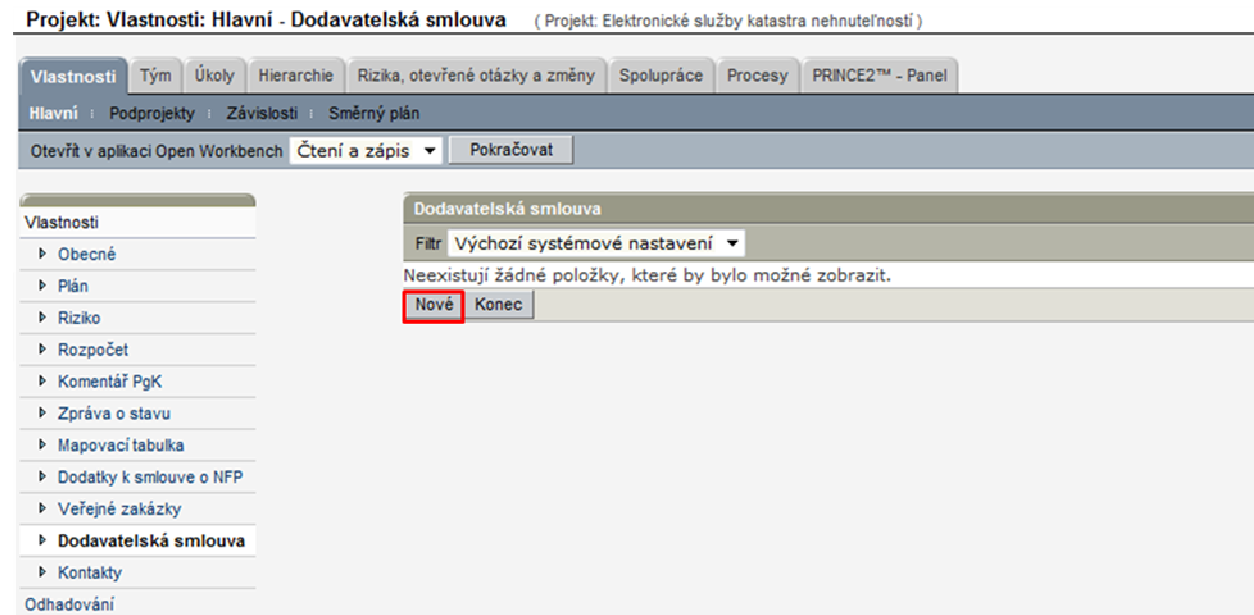 Projekt: Vlastnosti: Hlavní - Dodavatelská smlouva ( Projekt: Elektronické služby katastra nehnuteľností )
Vlastnosti Tým Úkoly Hierarchie Rizika, otevřené otázky a změny Spolupráce Procesy PRINCE2™ - Panel
Hlavní Podprojekty Závislosti Směrný plán
Otevřít v aplikaci Open Workbench Čtení a zápis Pokračovat
Vlastnosti
Obecné
Plán
Riziko
Rozpočet
Komentář PgK
Zpráva o stavu
Mapovací tabulka
Dodatky k smlouve o NFP
Veřejné zakázky
Dodavatelská smlouva
Kontakty
Odhadování
Dodavatelská smlouva
Filtr Výchozí systémové nastavení
Neexistují žádné položky, které by bylo možné zobrazit.
Nové Konec